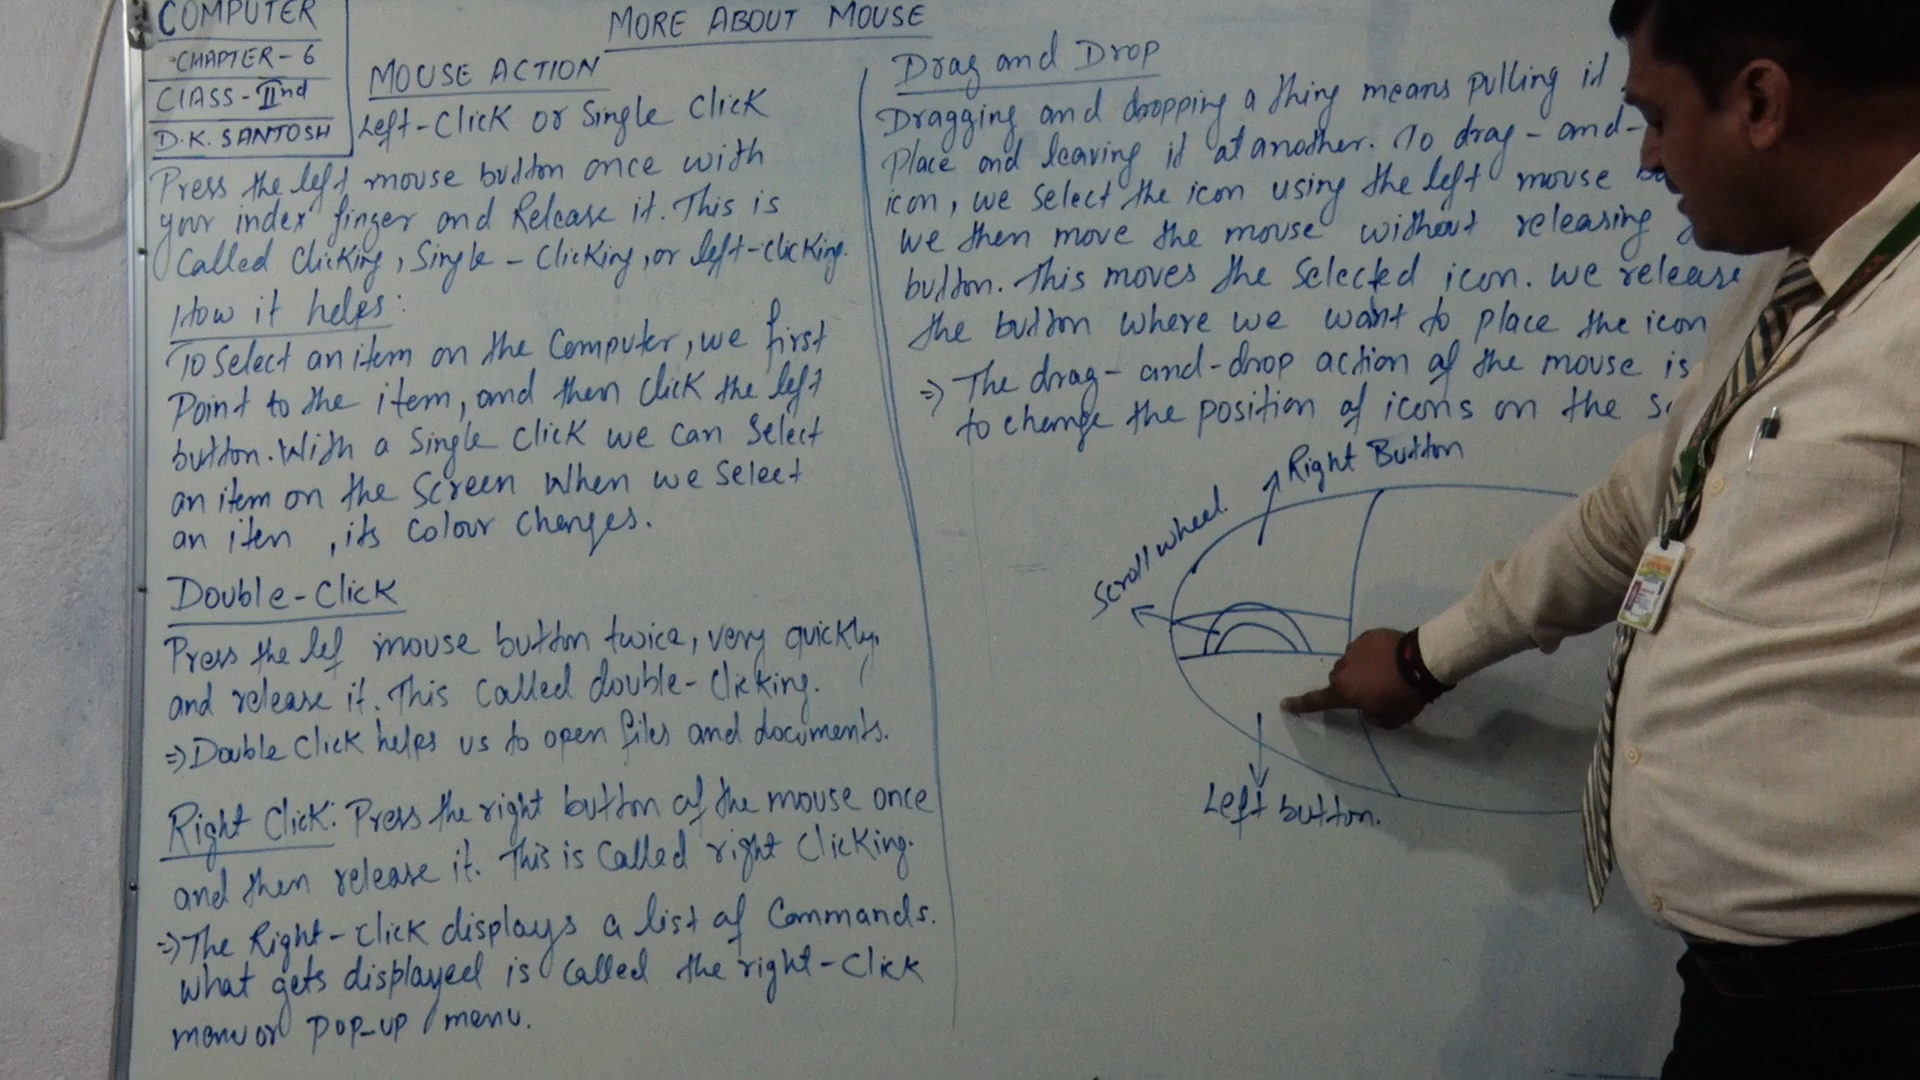 COMPUTER
CHAPTER-6
CLASS-IInd
D.K. SANTOSH
MORE ABOUT MOUSE
MOUSE ACTION
Left-Click or Single Click
Press the left mouse button once with
your index finger and Release it. This is
Called Clicking, Single-Clicking, or left-clicking.
How it helps:
To Select an item on the Computer, we first
Point to the item, and then Click the left
button. With a Single Click we can Select
an item on the Screen When we Select
an iten, its Colour Changes.
Double-Click
Press the lef mouse button twice, very quickly,
and release it. This Called double-Clicking.
⇒ Double Click helps us to open files and documents.
Right Click: Press the right button of the mouse once
and then release it. This is Called right Clicking.
⇒ The Right-Click displays a list of Commands.
what gets displayed is Called the right-Click
menu or Pop-up menu.
Drag and Drop
Dragging and dropping a thing means pulling it
Place and leaving it at another. To drag-and-
icon, we Select the icon using the left mouse
We then move the mouse without releasing
button. This moves the Selected icon. We release
the button where we want to place the icon
⇒ The drag-and-drop action of the mouse is
to change the position of icons on the
Right Button
Scroll wheel.
Left button.